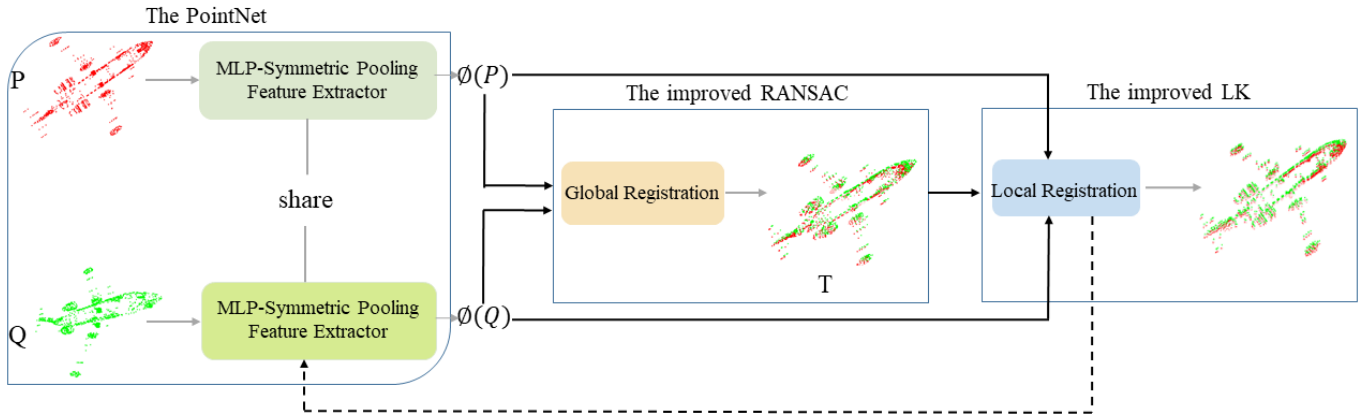 The PointNet
P
MLP-Symmetric Pooling
Feature Extractor
∅(P)
The improved RANSAC
The improved LK
share
Global Registration
Local Registration
T
Q
MLP-Symmetric Pooling
Feature Extractor
∅(Q)